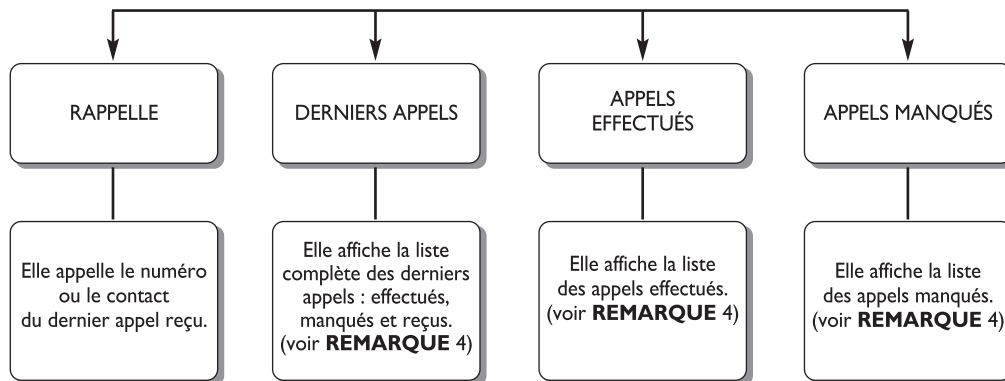 RAPPELLE
DERNIERS APPELS
APPELS
EFFECTUÉS
APPELS MANQUÉS
Elle appelle le numéro
ou le contact
du dernier appel reçu.
Elle affiche la liste
complète des derniers
appels : effectués,
manqués et reçus.
(voir REMARQUE 4)
Elle affiche la liste
des appels effectués.
(voir REMARQUE 4)
Elle affiche la liste
des appels manqués.
(voir REMARQUE 4)